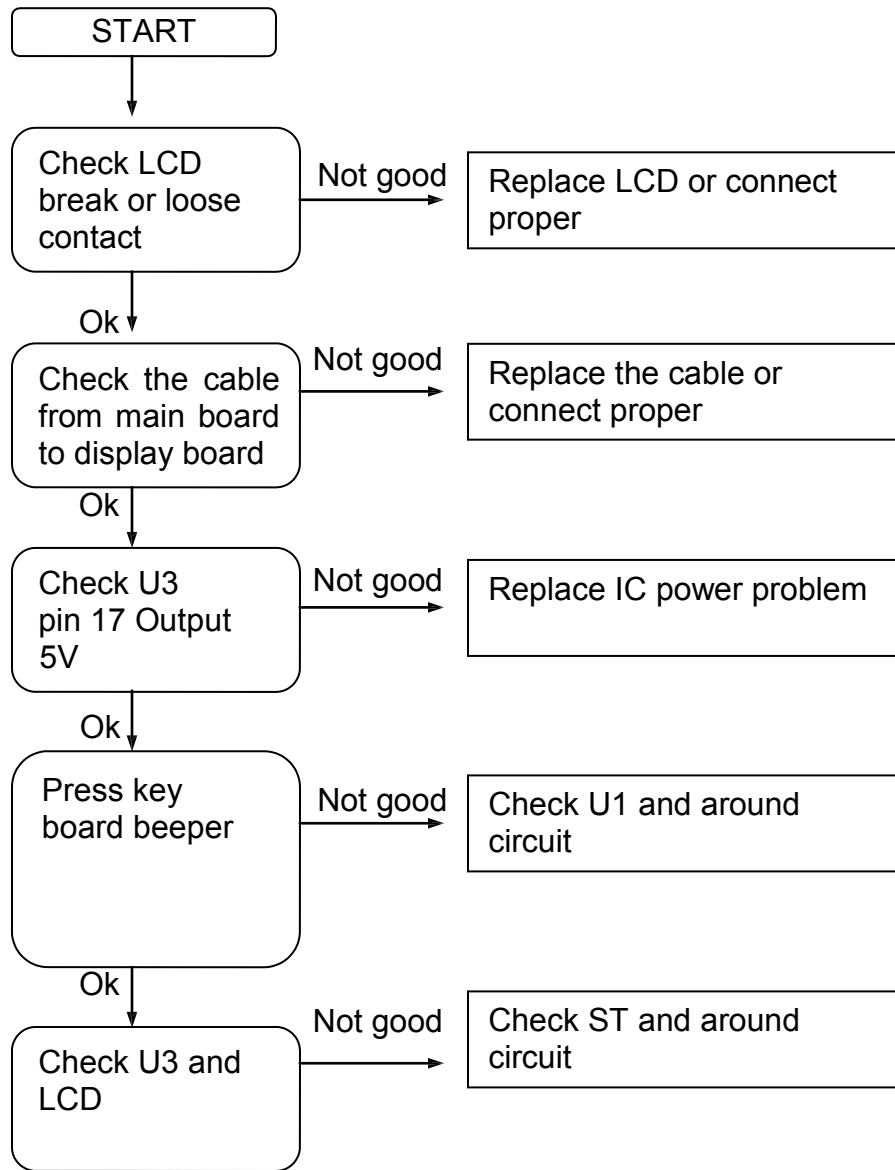 START
Check LCD
break or loose
contact
Not good
Replace LCD or connect
proper
Ok
Check the cable
from main board
to display board
Not good
Replace the cable or
connect proper
Ok
Check U3
pin 17 Output
5V
Not good
Replace IC power problem
Ok
Press key
board beeper
Not good
Check U1 and around
circuit
Ok
Check U3 and
LCD
Not good
Check ST and around
circuit